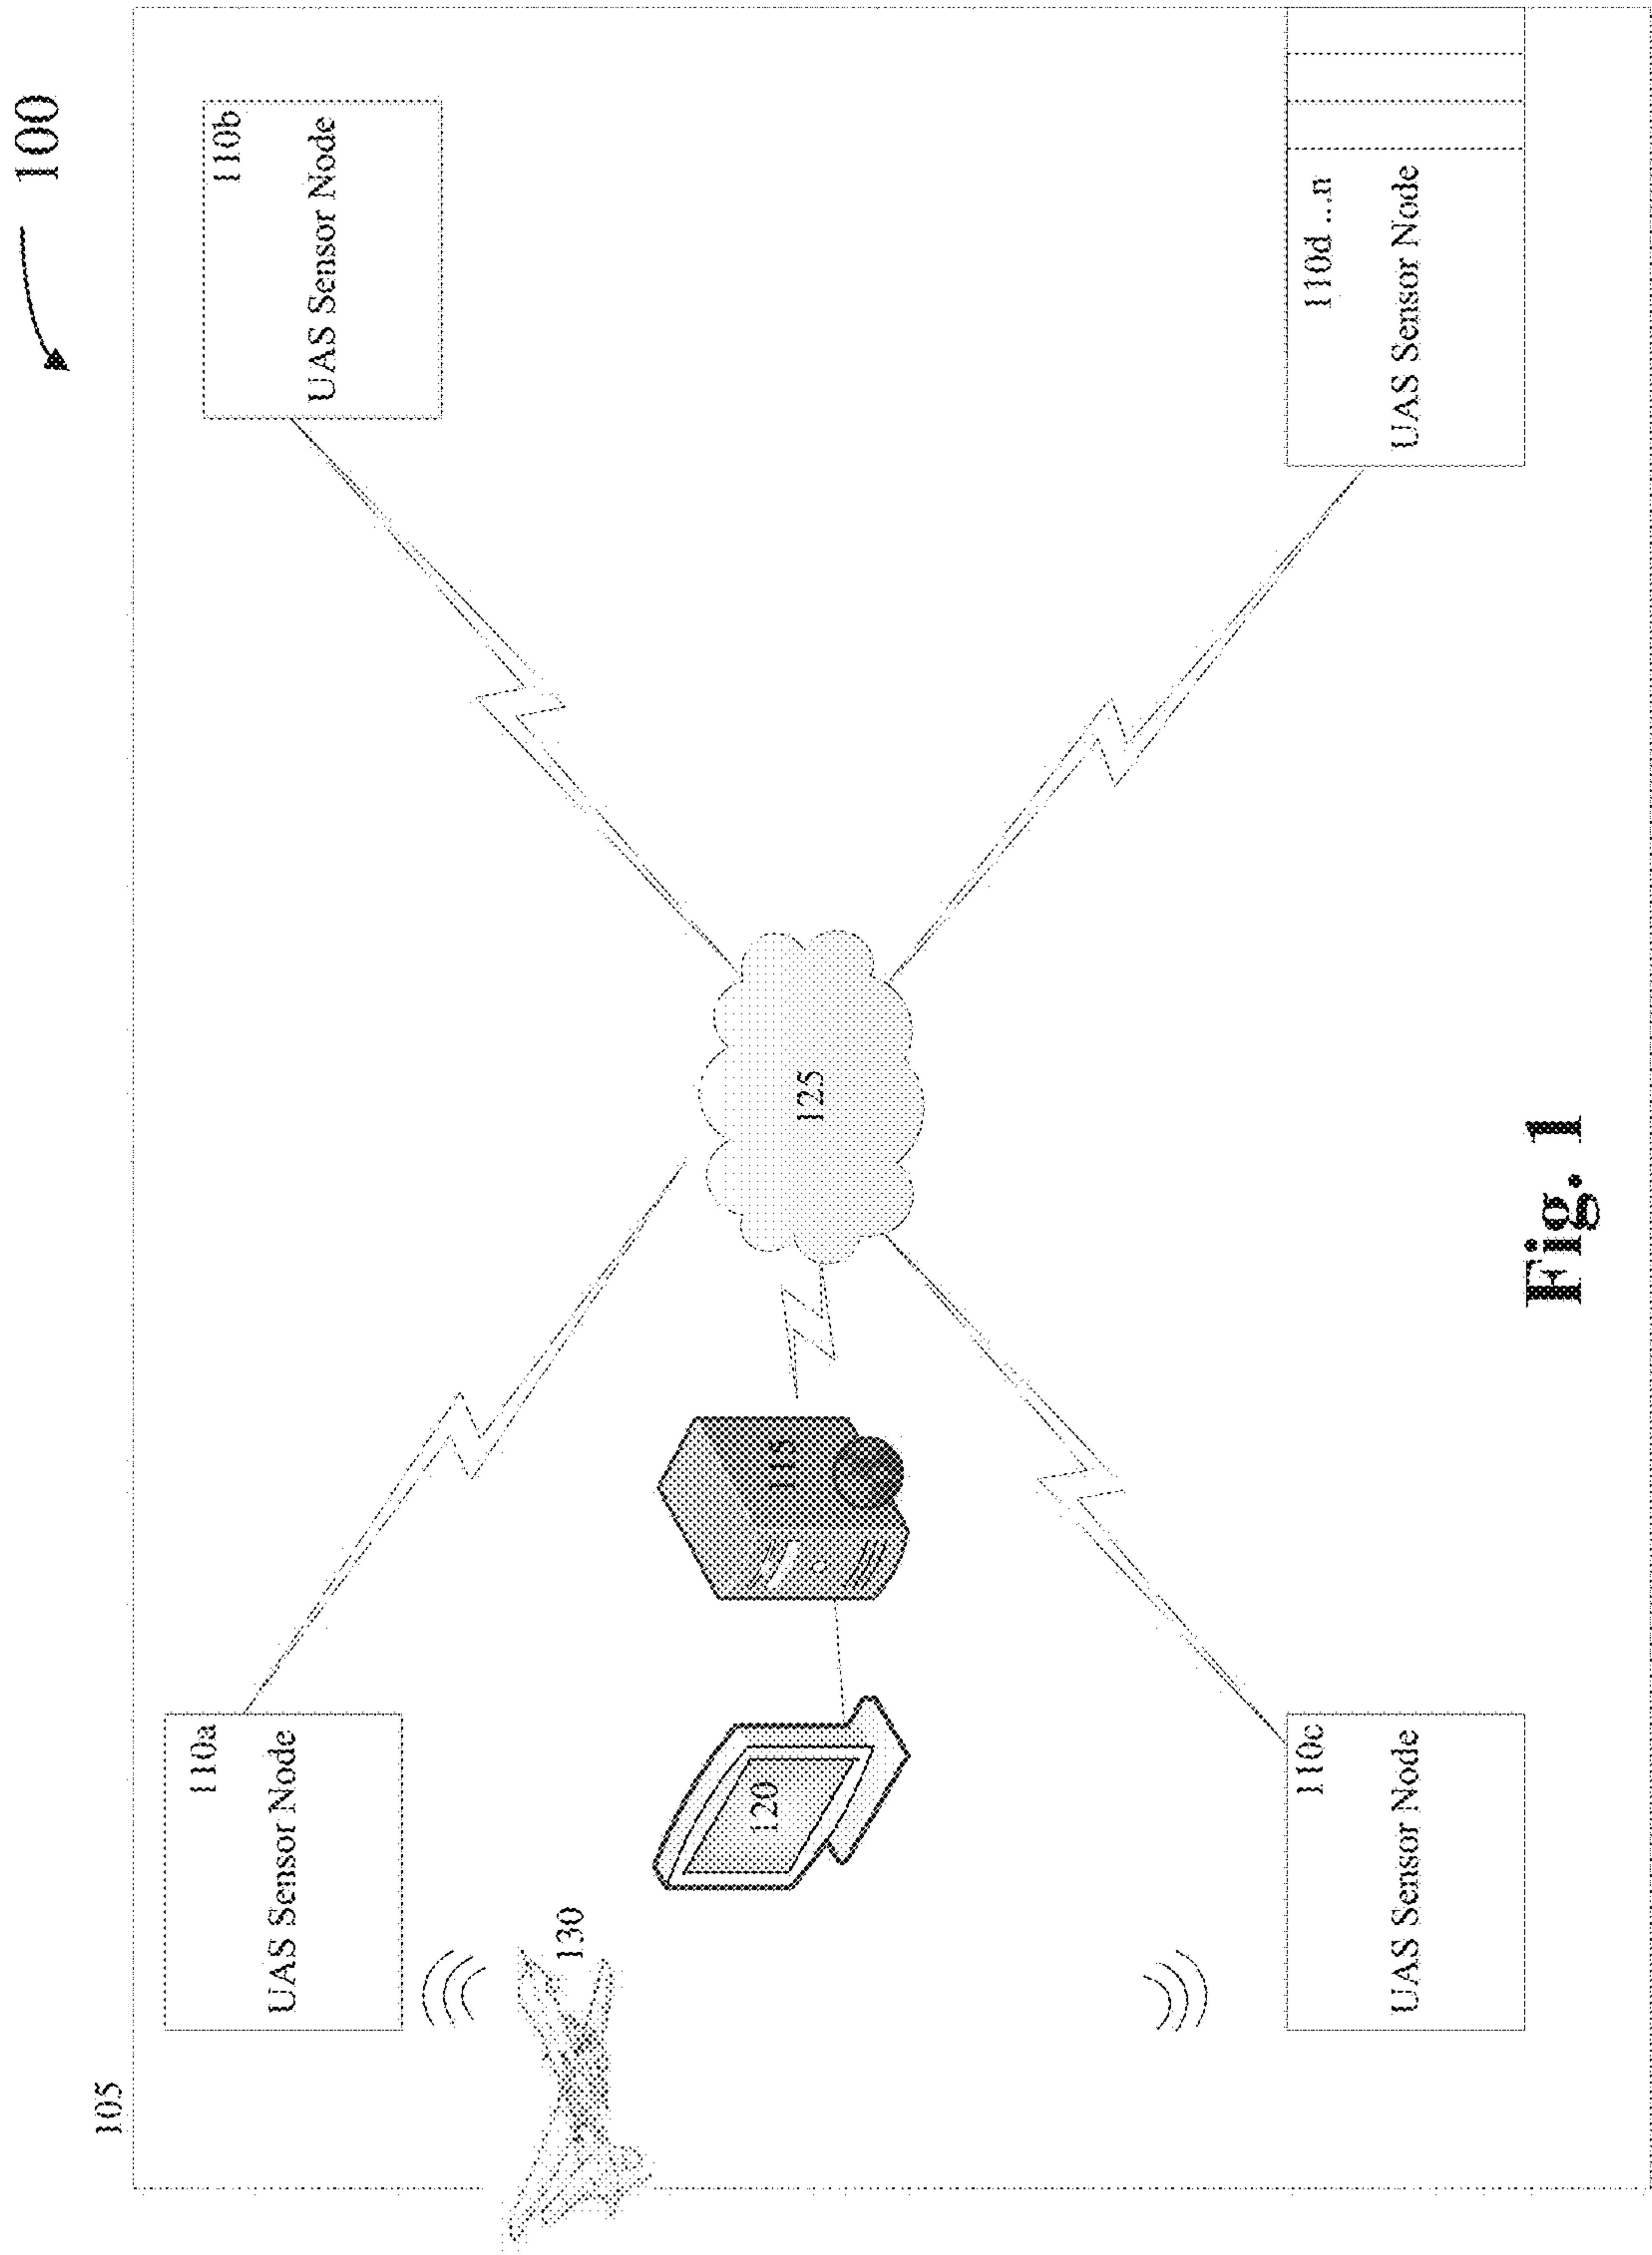 100
105
110a
UAS Sensor Node
110b
UAS Sensor Node
130
120
115
125
110c
UAS Sensor Node
110d ...n
UAS Sensor Node
Fig. 1